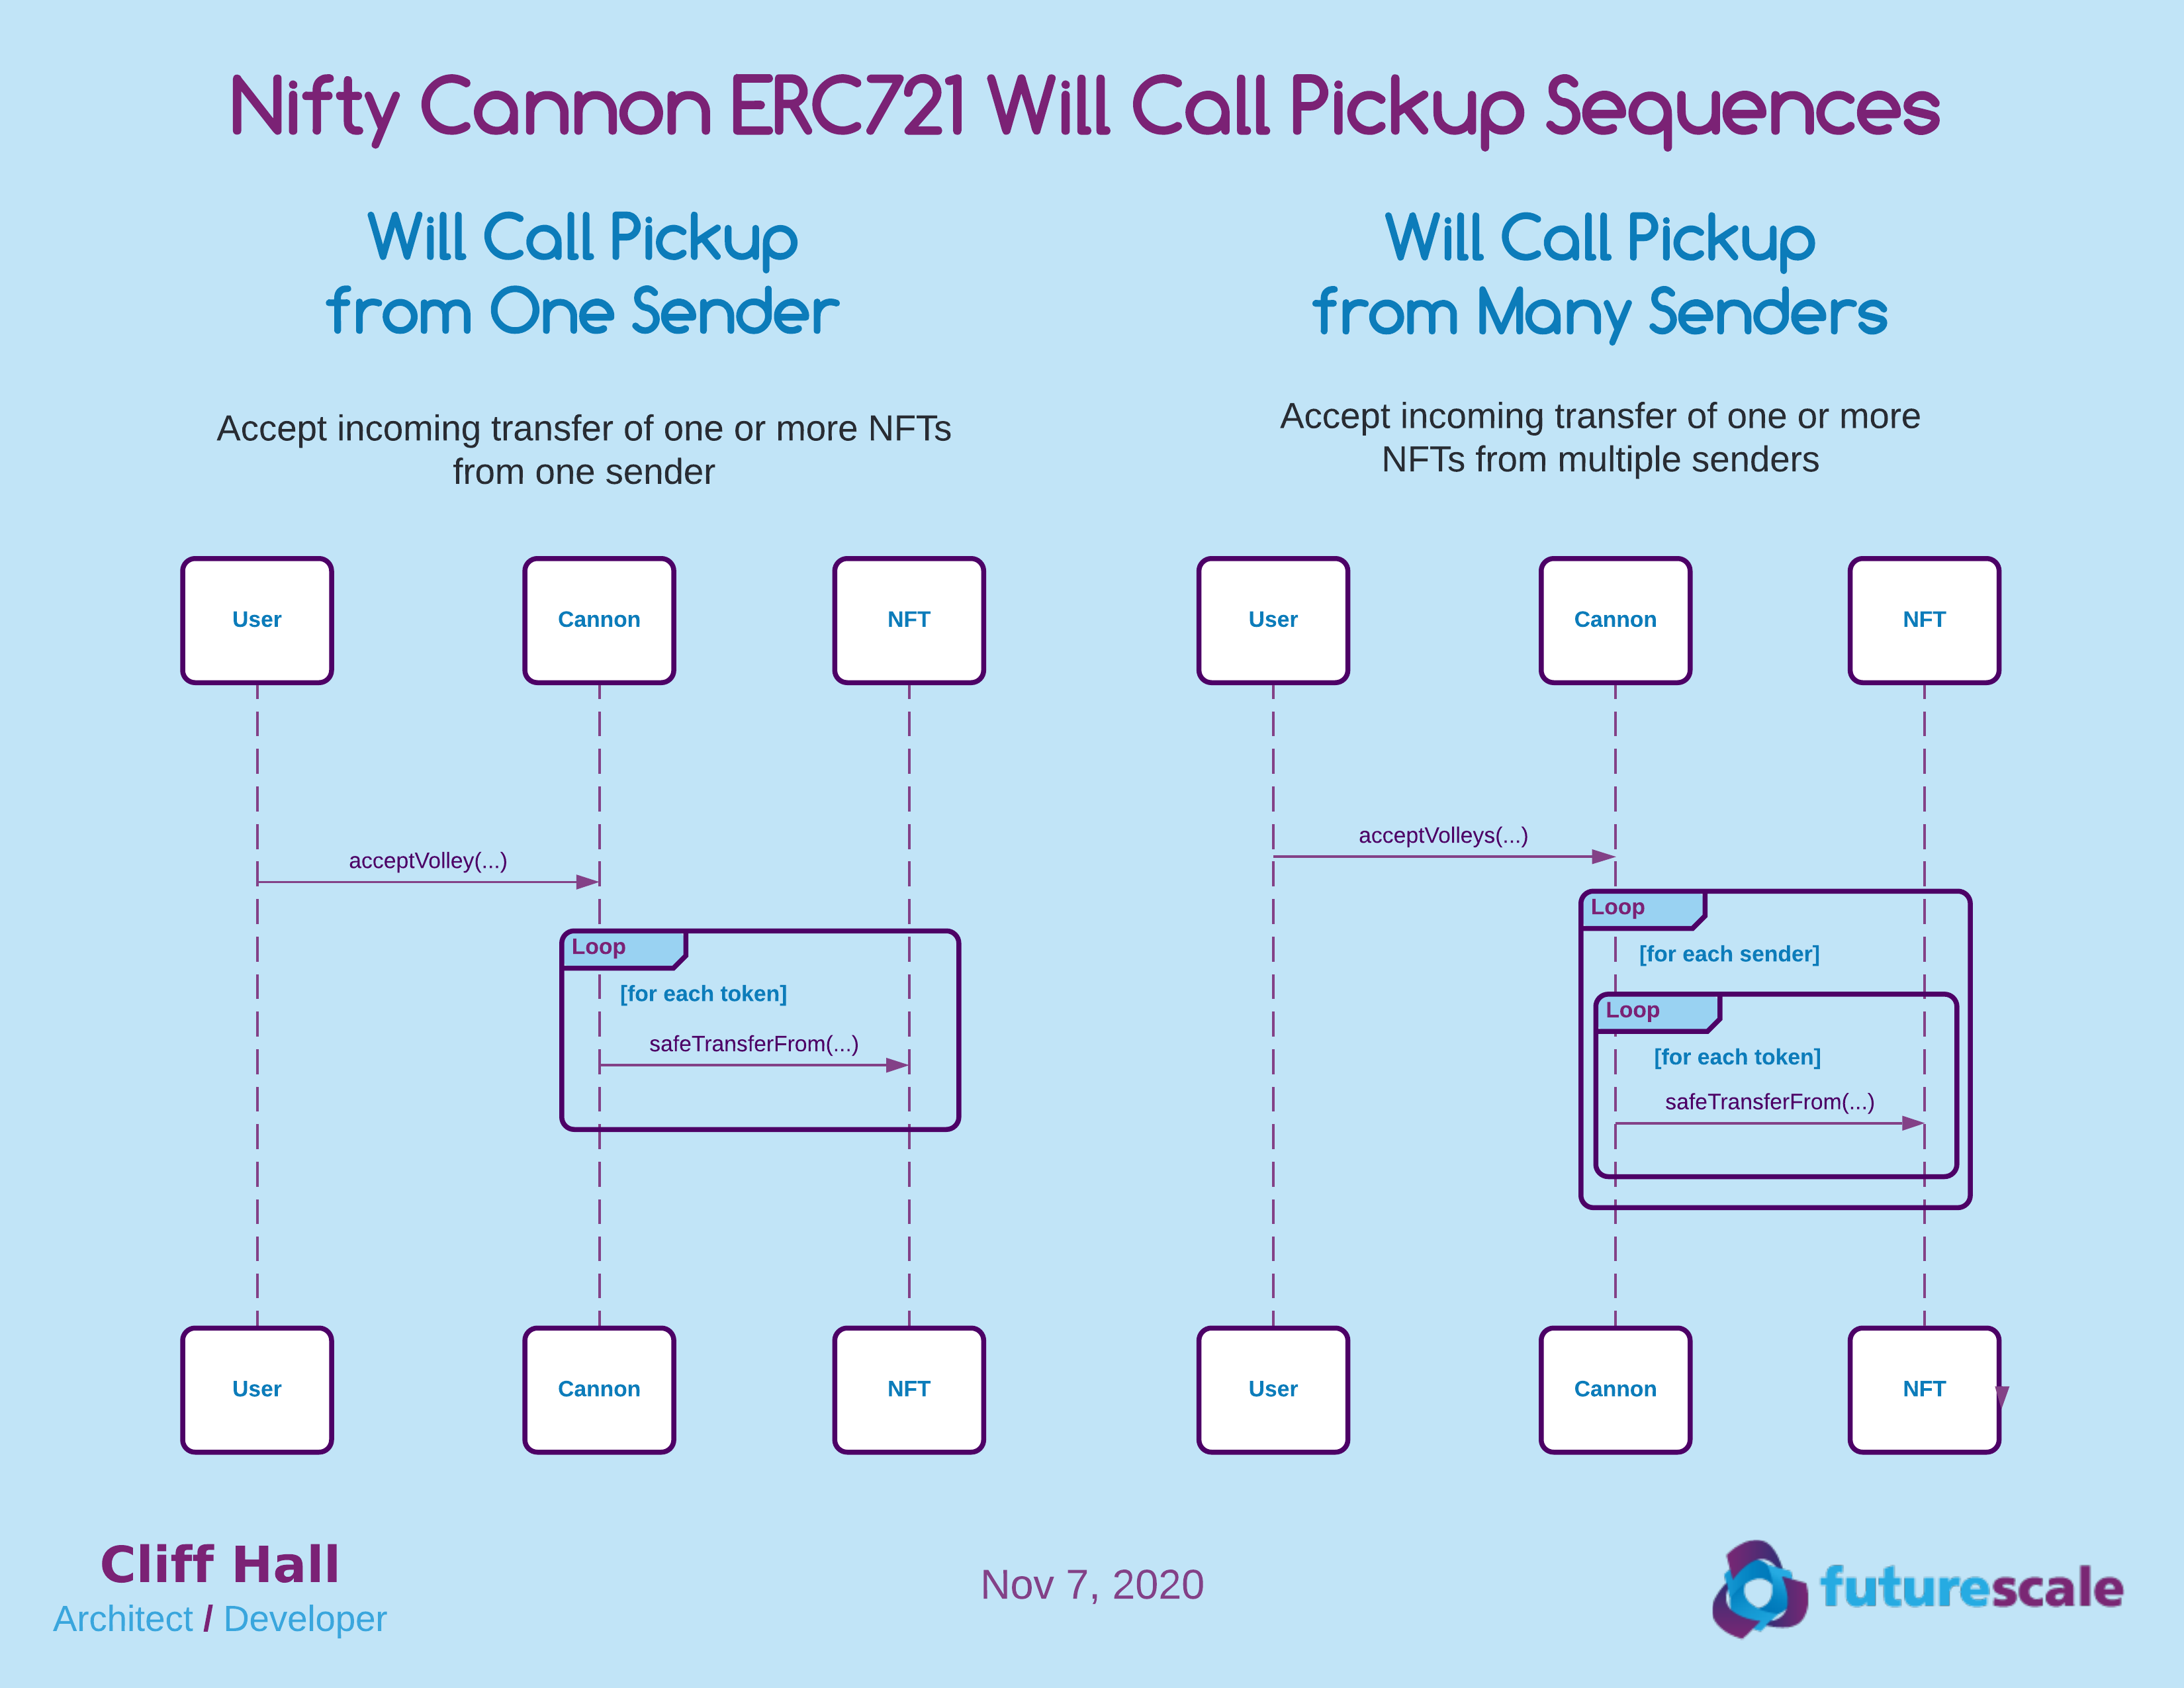 Nifty Cannon ERC721 Will Call Pickup Sequences
Will Call Pickup
from One Sender
Accept incoming transfer of one or more NFTs
from one sender
User
Cannon
NFT
acceptVolley(...)
Loop
[for each token]
safeTransferFrom(...)
User
Cannon
NFT
Will Call Pickup
from Many Senders
Accept incoming transfer of one or more
NFTs from multiple senders
User
Cannon
NFT
acceptVolleys(...)
Loop
[for each sender]
Loop
[for each token]
safeTransferFrom(...)
User
Cannon
NFT
Cliff Hall
Architect / Developer
Nov 7, 2020
futurescale